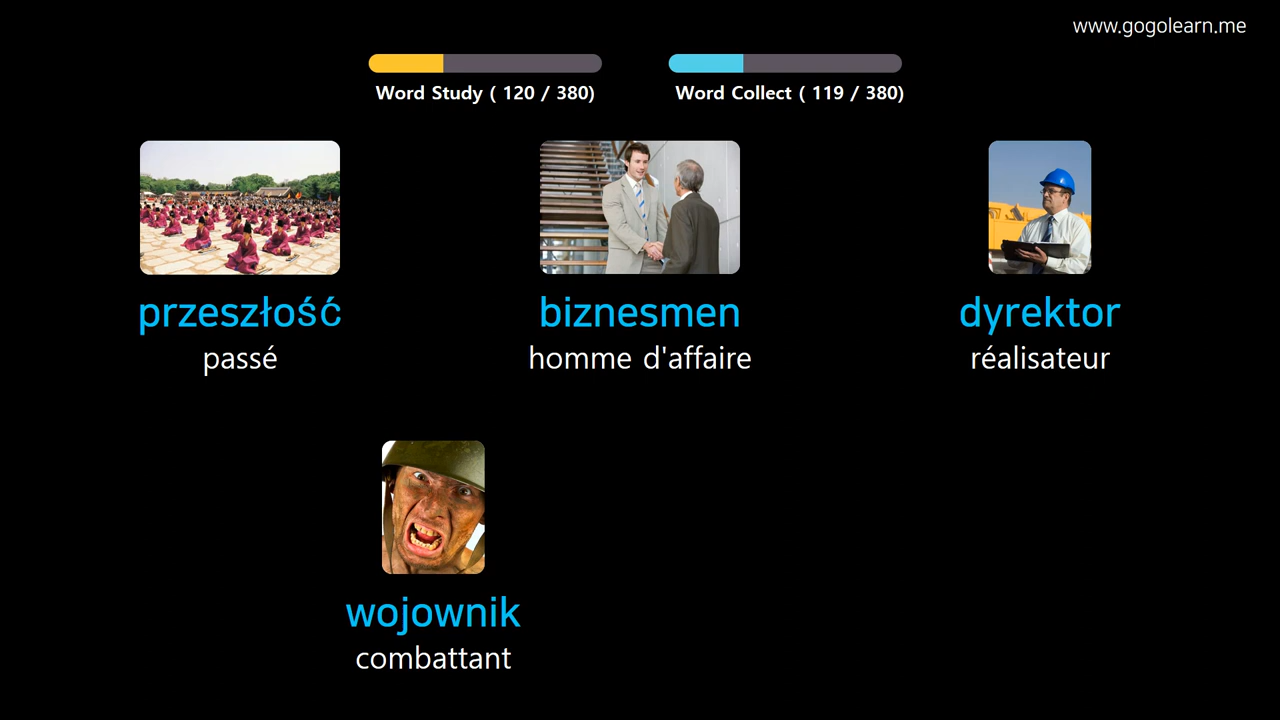 www.gogolearn.me
Word Study ( 120 / 380)
Word Collect ( 119 / 380)
przeszłość
passé
biznesmen
homme d'affaire
dyrektor
réalisateur
wojownik
combattant